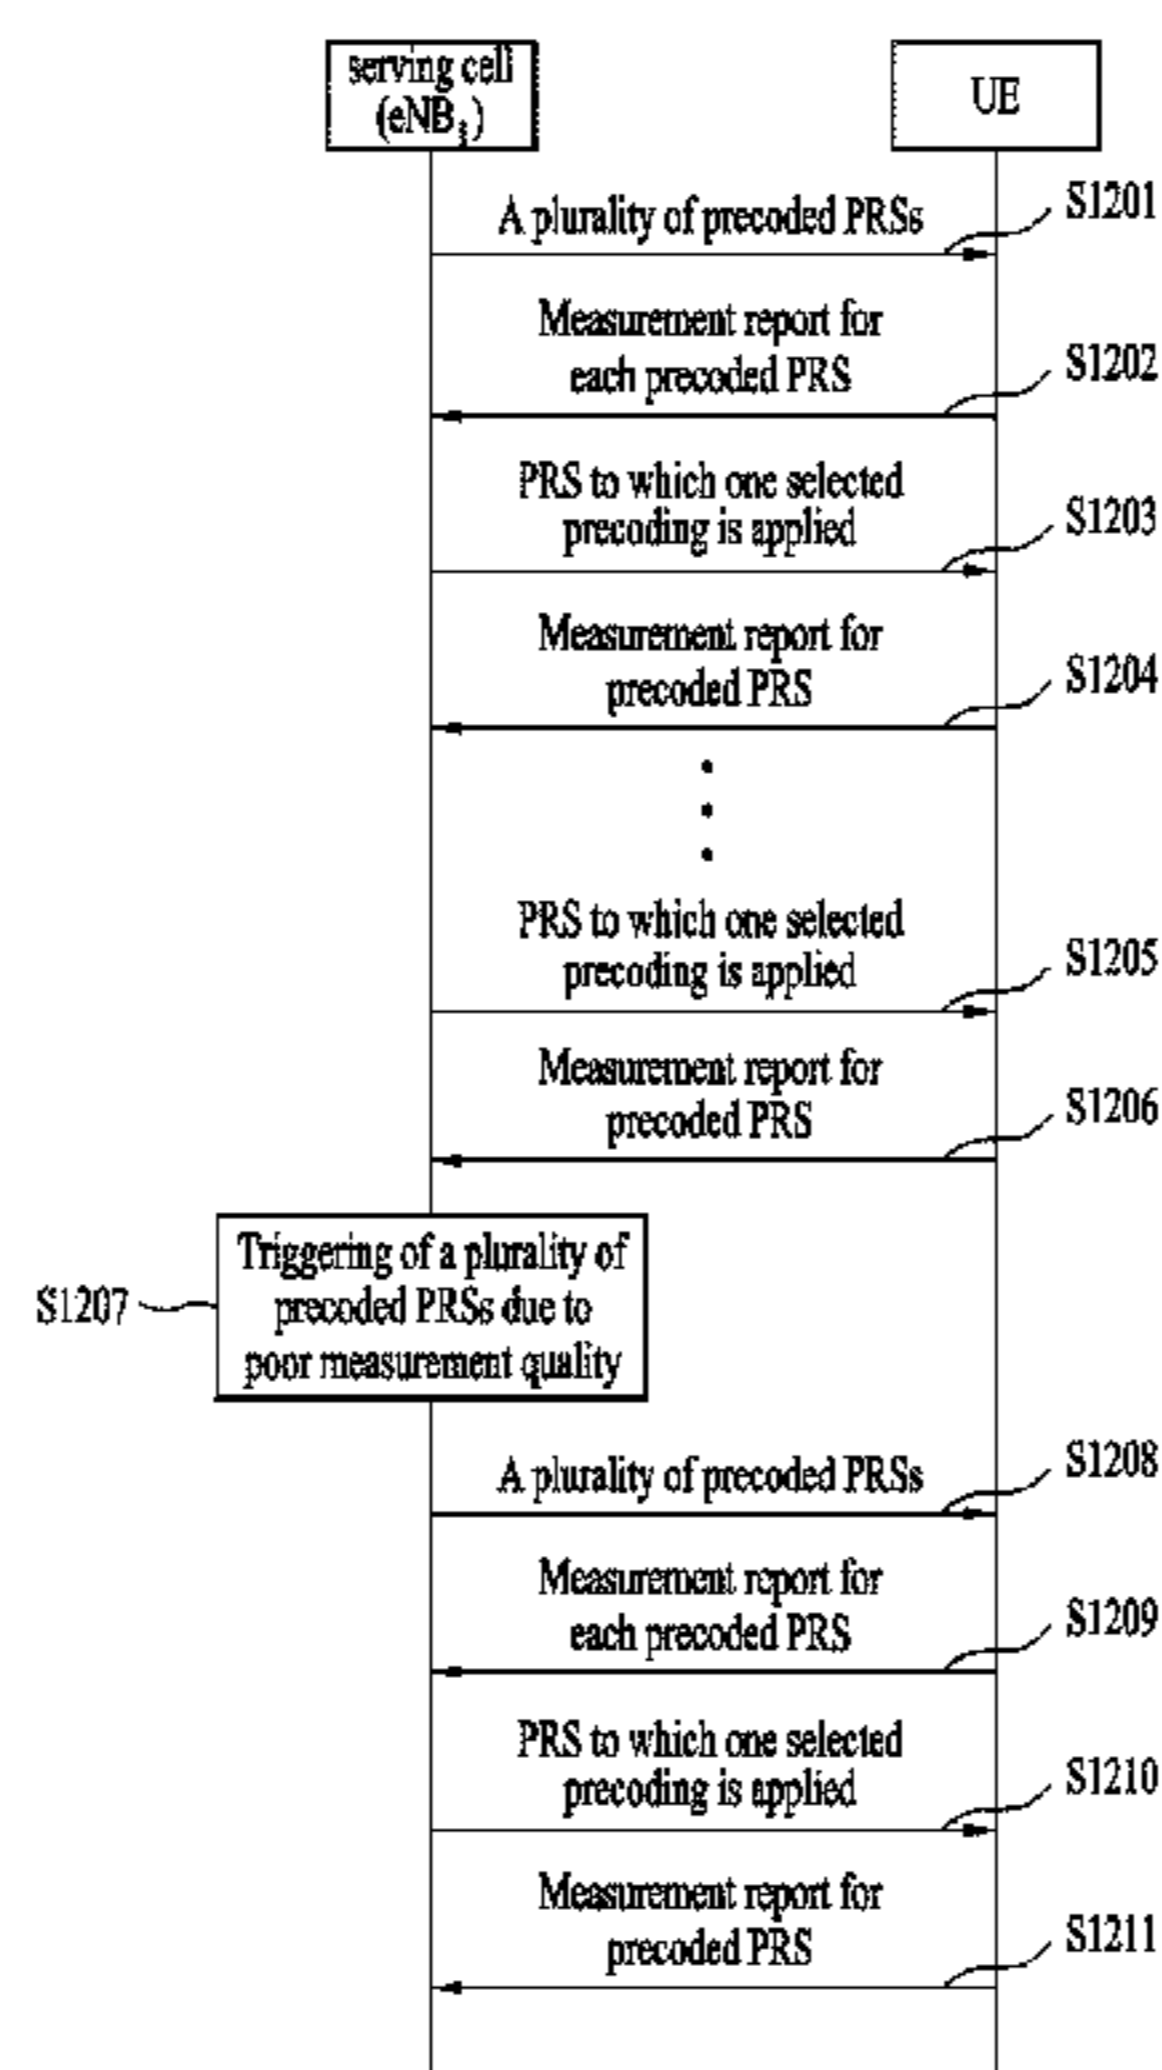 serving cell
(eNB1)
UE
A plurality of precoded PRSs
S1201
Measurement report for
each precoded PRS
S1202
PRS to which one selected
precoding is applied
S1203
Measurement report for
precoded PRS
S1204
PRS to which one selected
precoding is applied
S1205
Measurement report for
precoded PRS
S1206
Triggering of a plurality of
precoded PRSs due to
poor measurement quality
S1207
A plurality of precoded PRSs
S1208
Measurement report for
each precoded PRS
S1209
PRS to which one selected
precoding is applied
S1210
Measurement report for
precoded PRS
S1211